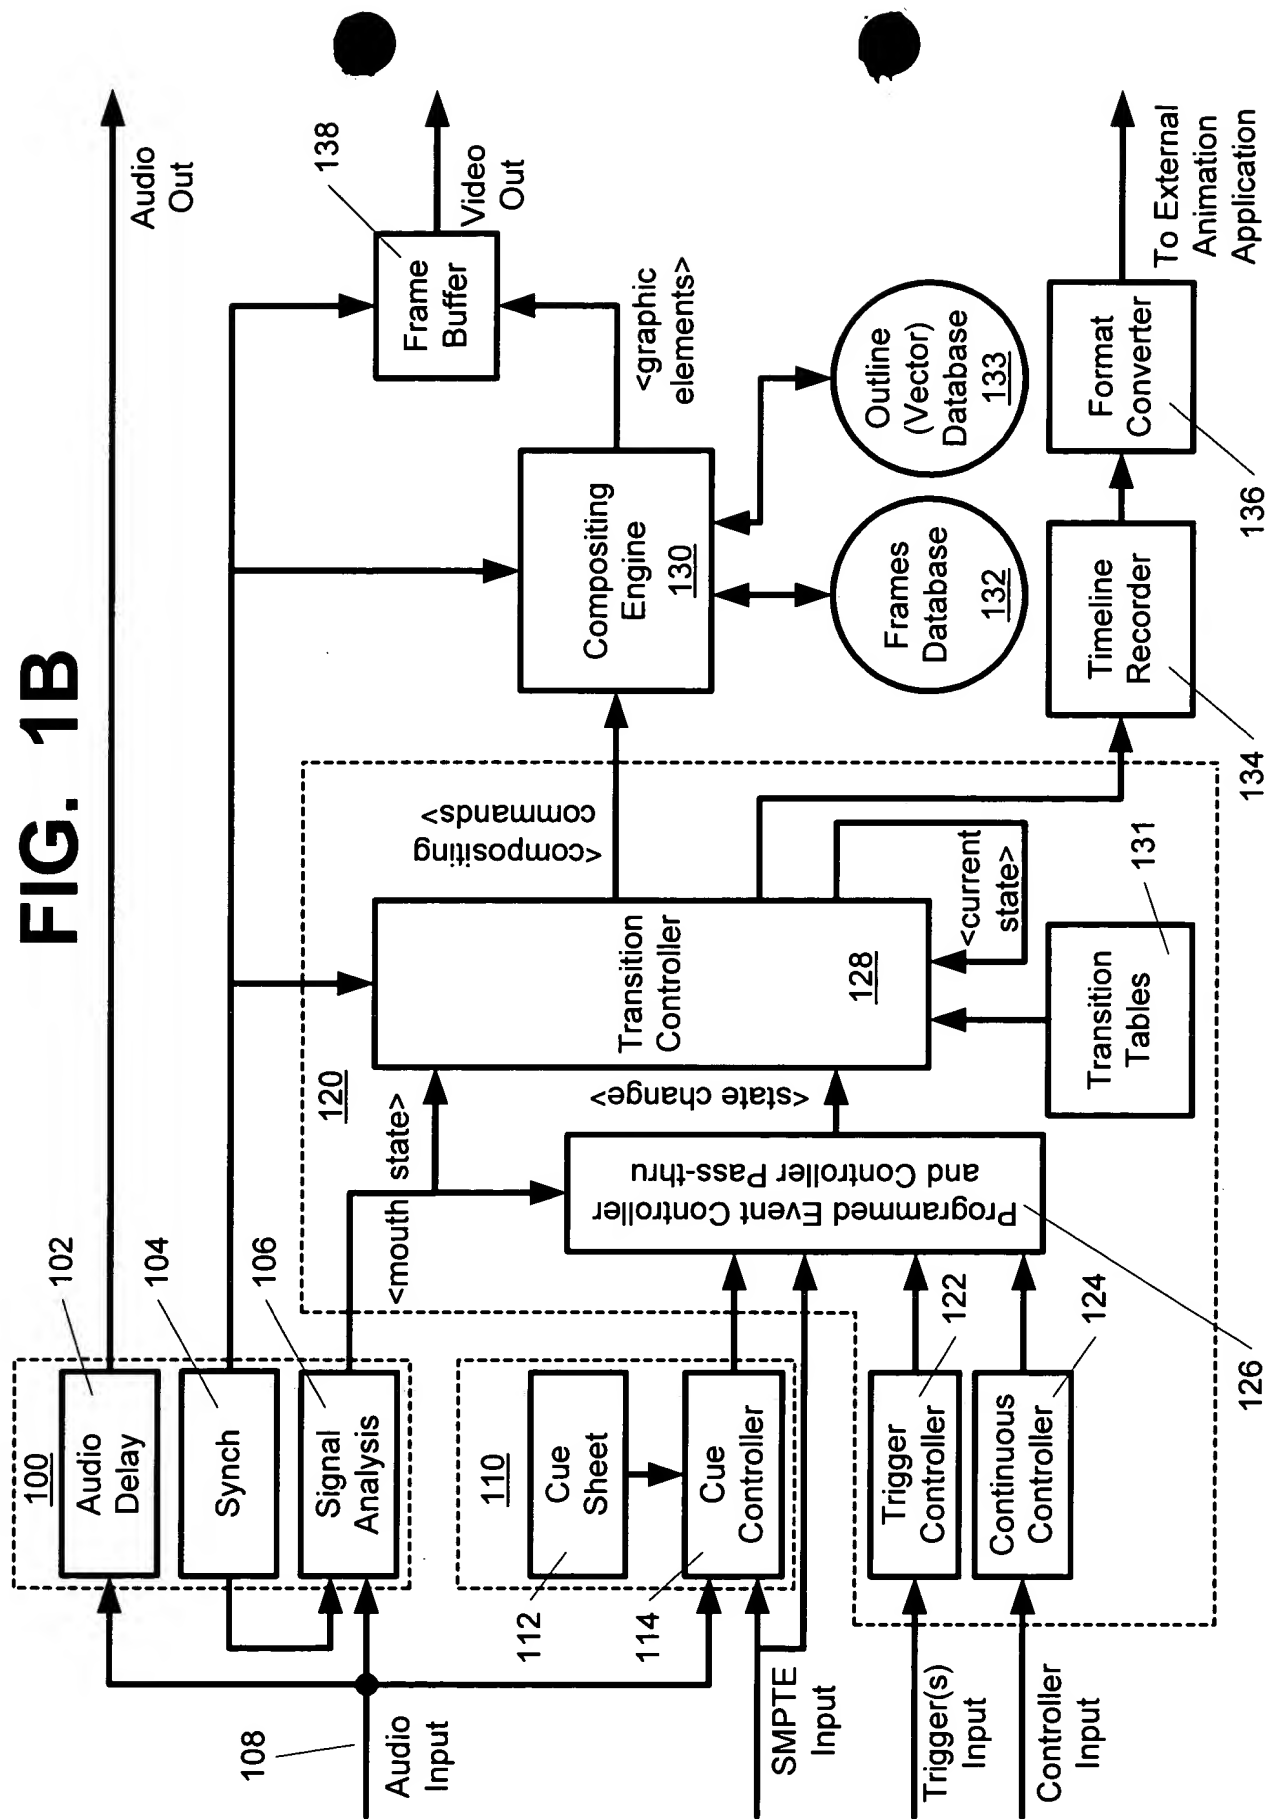 FIG. 1B
100
Audio
Delay
102
Synch
104
Signal
Analysis
106
108
Audio
Input
Audio
Out
110
Cue
Sheet
112
Cue
Controller
114
SMPTE
Input
Trigger(s)
Input
Controller
Input
Trigger
Controller
122
Continuous
Controller
124
120
<mouth state>
Programmed Event Controller
and Controller Pass-thru
126
<state change>
Transition
Controller
128
<current
state>
Transition
Tables
131
<compositing
commands>
Compositing
Engine
130
<graphic
elements>
Frame
Buffer
138
Video
Out
Frames
Database
132
Outline
(Vector)
Database
133
Timeline
Recorder
134
Format
Converter
136
To External
Animation
Application